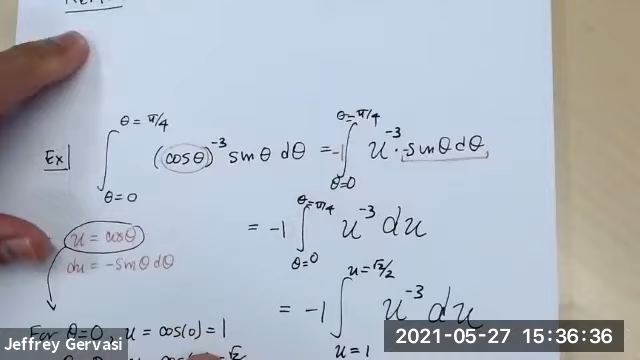 Ex| ∫_{θ=0}^{θ=π/4} (cosθ)^{-3} sinθ dθ = -1 ∫_{θ=0}^{θ=π/4} u^{-3} · -sinθ dθ
= -1 ∫_{θ=0}^{θ=π/4} u^{-3} du
u = cosθ
du = -sinθ dθ
= -1 ∫_{u=1}^{u=√2/2} u^{-3} du
For θ=0, u = cos(0) = 1
Jeffrey Gervasi
2021-05-27 15:36:36